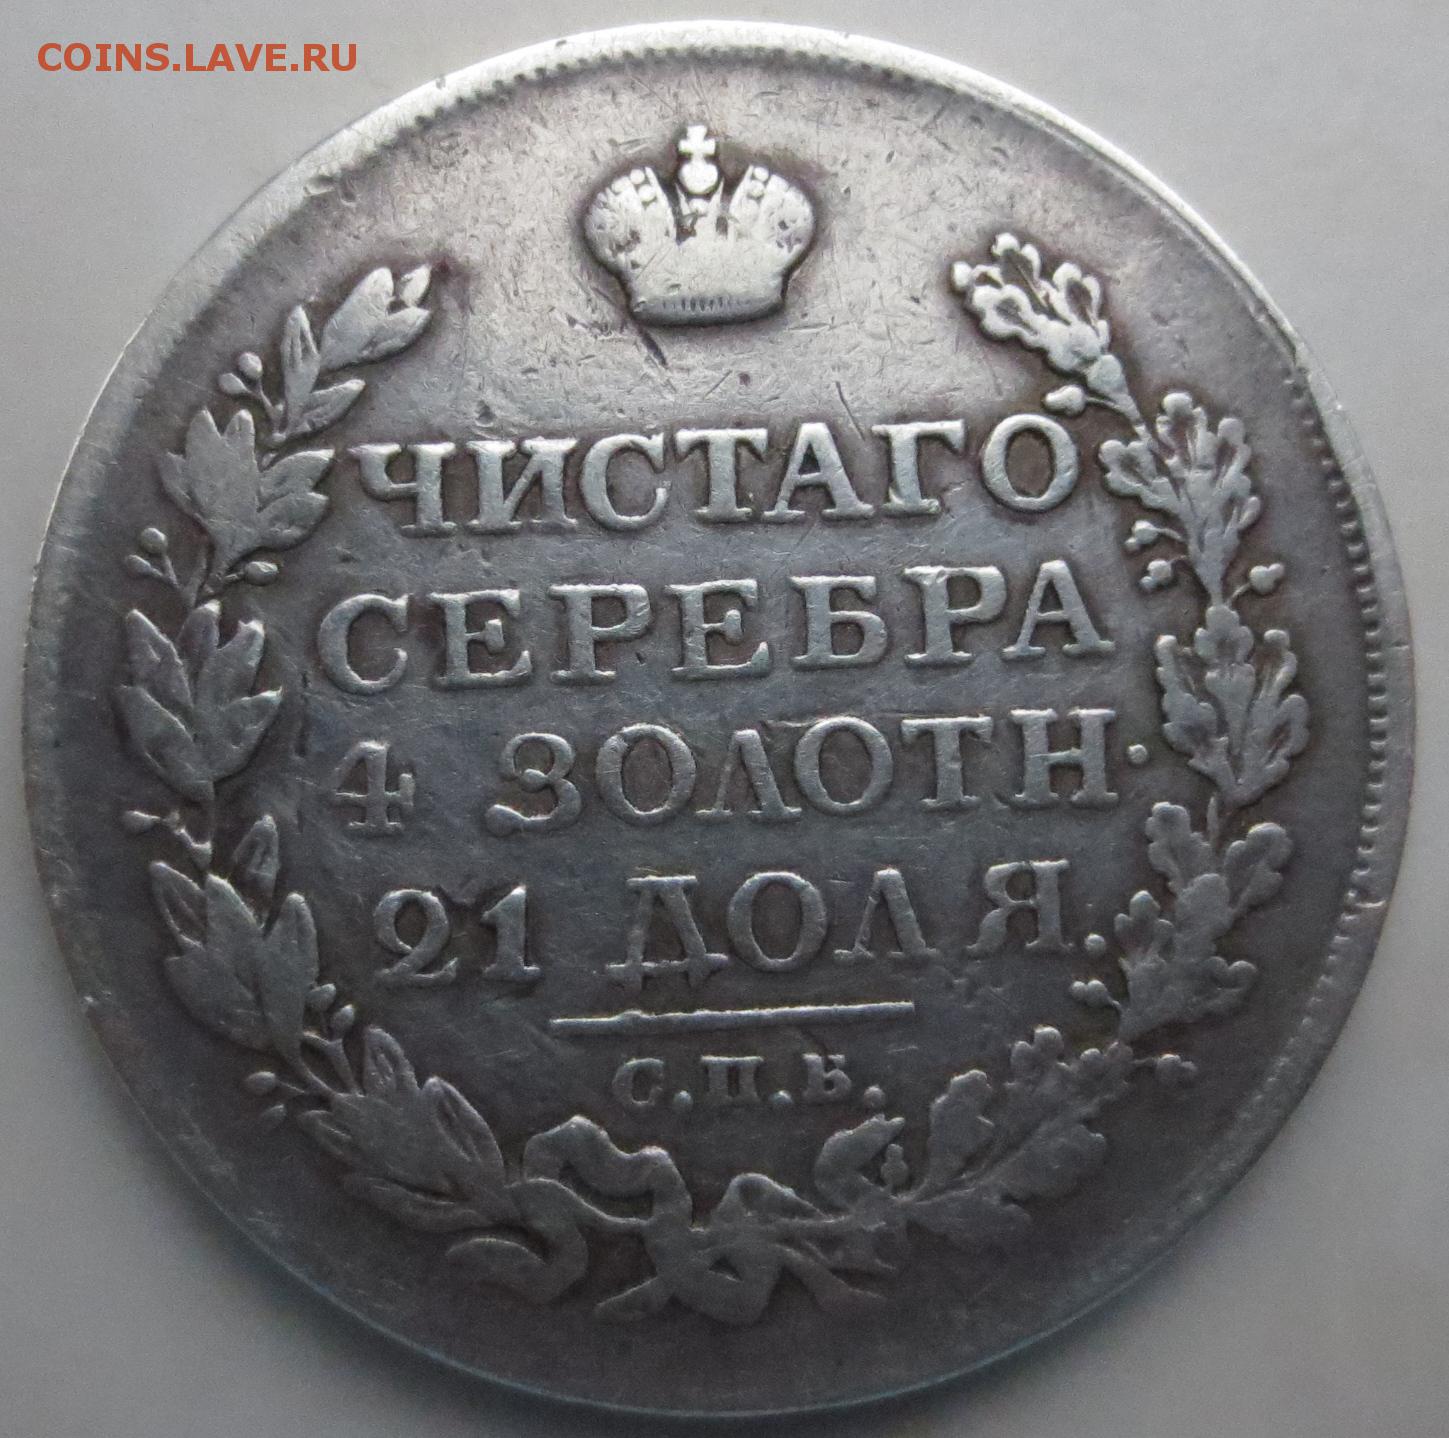 COINS.LAVE.RU
ЧИСТАГО
СЕРЕБРА
4 ЗОЛОТН.
21 ДОЛЯ.
С.П.Б.